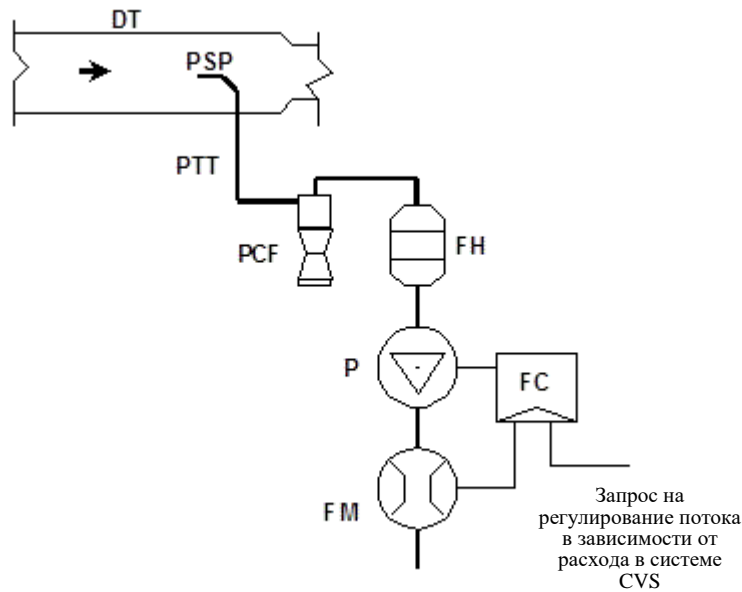 DT
PSP
PTT
PCF
FH
P
FC
FM
Запрос на
регулирование потока
в зависимости от
расхода в системе
CVS